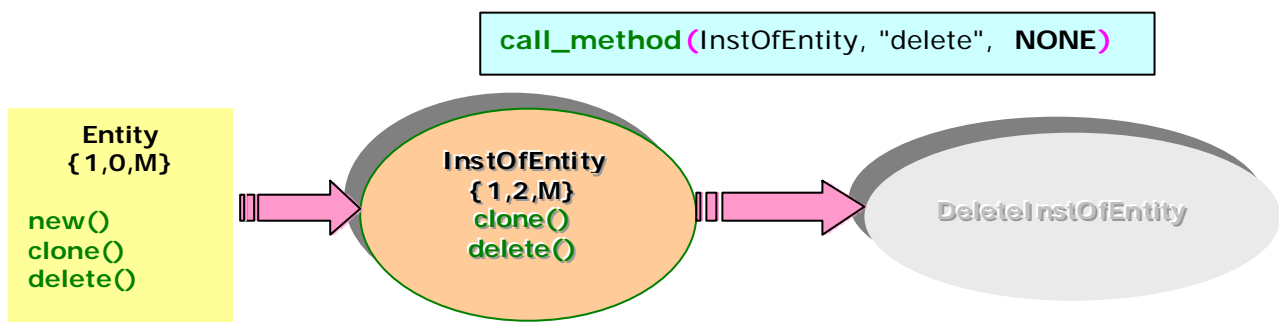 call_method(InstOfEntity, "delete", NONE)
Entity
{1,0,M}
new()
clone()
delete()
InstOfEntity
{1,2,M}
clone()
delete()
DeleteInstOfEntity